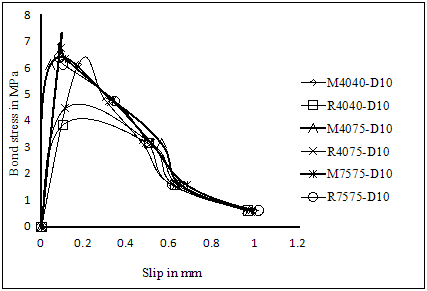 8
7
6
5
4
3
2
1
0
Bond stress in MPa
0 0.2 0.4 0.6 0.8 1 1.2
Slip in mm
M4040-D10
R4040-D10
M4075-D10
R4075-D10
M7575-D10
R7575-D10